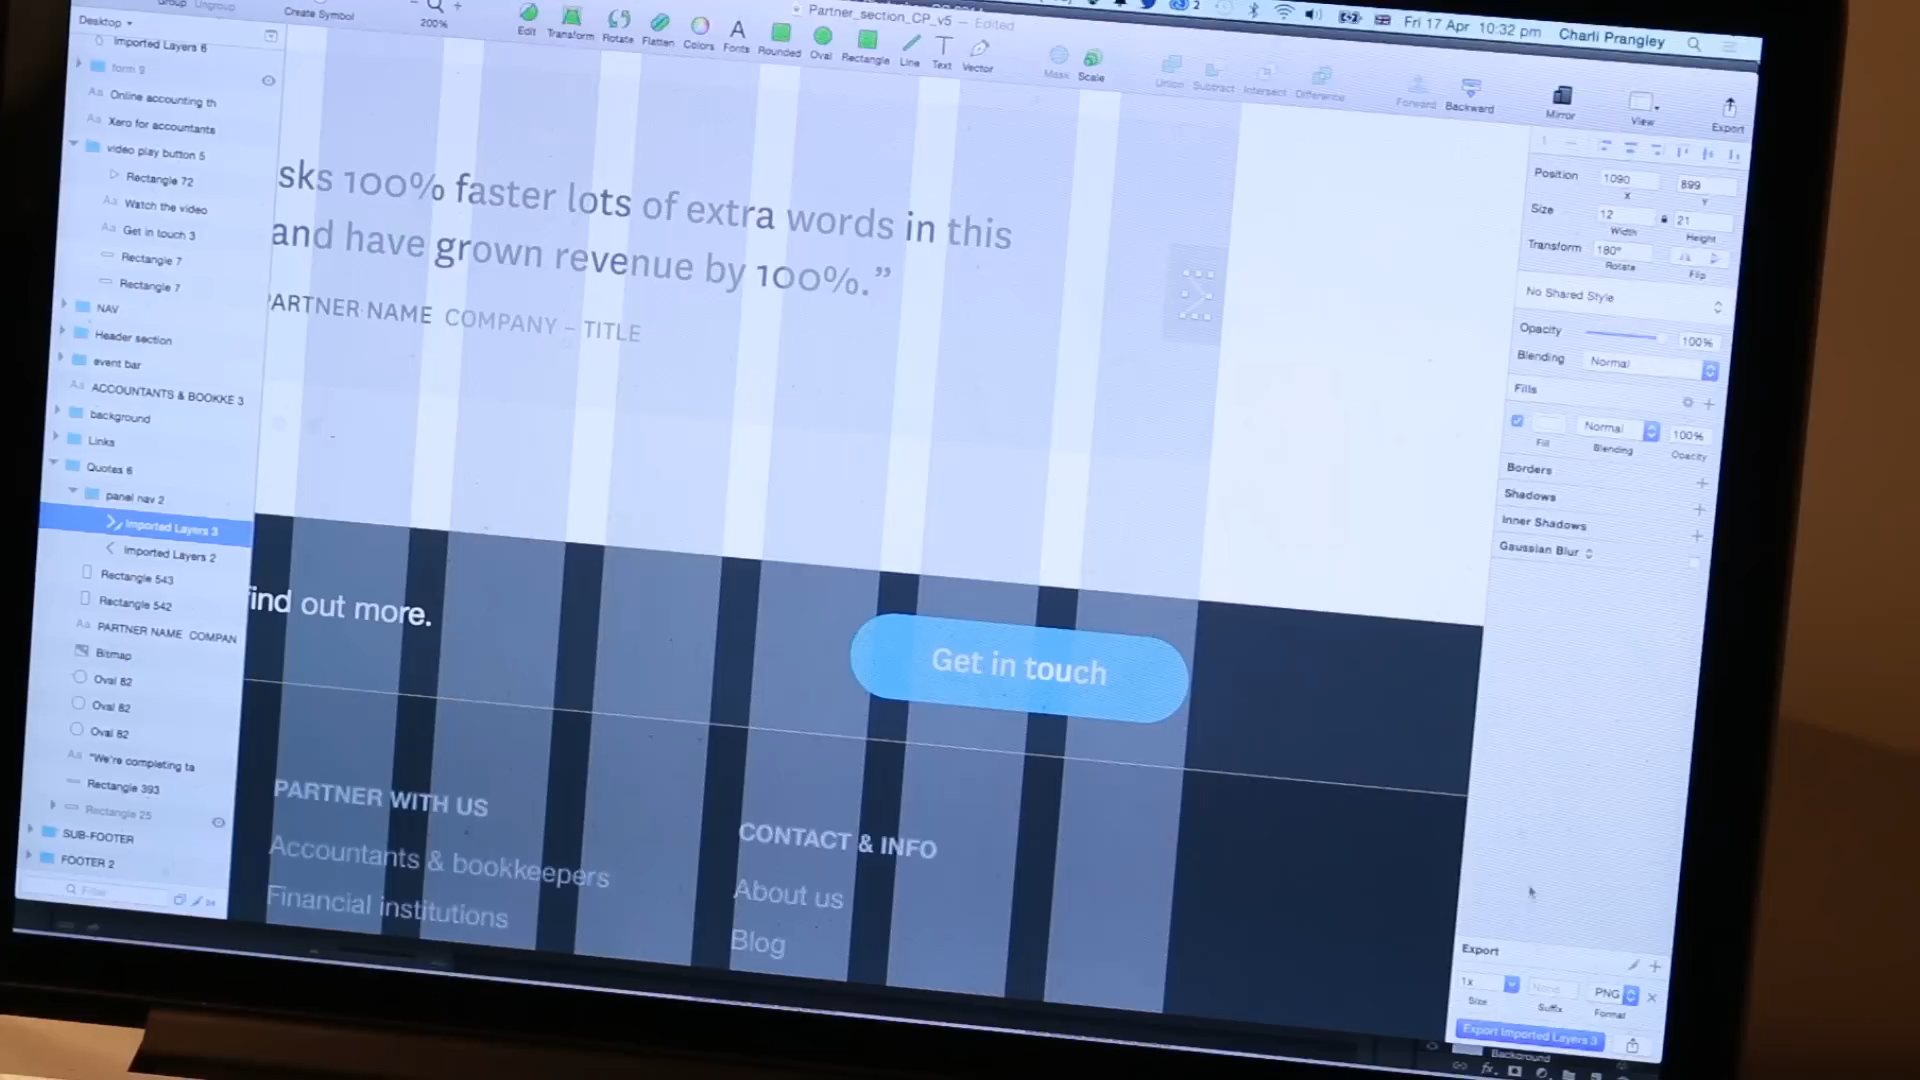 Group Ungroup
Create Symbol
200%
Edit Transform Rotate Flatten Colors Fonts Rounded Oval Rectangle Line Text Vector
Partner_section_CP_v5 — Edited
Mask Scale
Union Subtract Intersect Difference
Forward Backward
Mirror
View
Export
2
Fri 17 Apr 10:32 pm Charli Prangley
Desktop
Imported Layers 6
form 9
Online accounting th
Xero for accountants
video play button 5
Rectangle 72
Watch the video
Get in touch 3
Rectangle 7
Rectangle 7
NAV
Header section
event bar
ACCOUNTANTS & BOOKKE 3
background
Links
Quotes 6
panel nav 2
Imported Layers 3
Imported Layers 2
Rectangle 543
Rectangle 542
PARTNER NAME COMPAN
Bitmap
Oval 82
Oval 82
Oval 82
"We're completing ta
Rectangle 393
Rectangle 25
SUB-FOOTER
FOOTER 2
Filter
sks 100% faster lots of extra words in this
and have grown revenue by 100%.”
PARTNER NAME COMPANY – TITLE
find out more.
Get in touch
PARTNER WITH US
Accountants & bookkeepers
Financial institutions
CONTACT & INFO
About us
Blog
Position 1090 899
X Y
Size 12 21
Width Height
Transform 180°
Rotate Flip
No Shared Style
Opacity 100%
Blending Normal
Fills
Normal 100%
Fill Blending Opacity
Borders
Shadows
Inner Shadows
Gaussian Blur
Export
1x None PNG
Size Suffix Format
Export Imported Layers 3
Background
fx